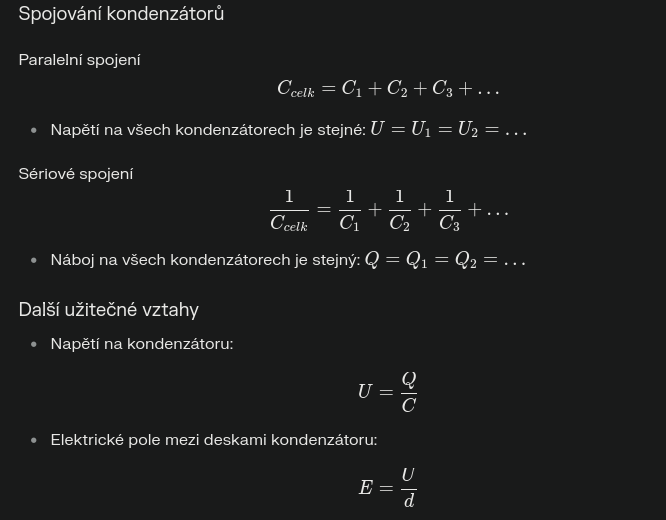 Spojování kondenzátorů
Paralelní spojení
$C_{celk} = C_1 + C_2 + C_3 + \ldots$
• Napětí na všech kondenzátorech je stejné: $U = U_1 = U_2 = \ldots$
Sériové spojení
$\frac{1}{C_{celk}} = \frac{1}{C_1} + \frac{1}{C_2} + \frac{1}{C_3} + \ldots$
• Náboj na všech kondenzátorech je stejný: $Q = Q_1 = Q_2 = \ldots$
Další užitečné vztahy
• Napětí na kondenzátoru:
$U = \frac{Q}{C}$
• Elektrické pole mezi deskami kondenzátoru:
$E = \frac{U}{d}$